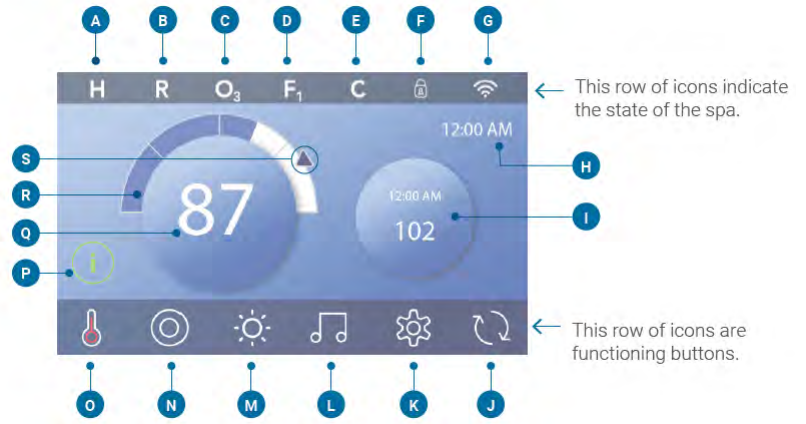 A B C D E F G
H R O₃ F₁ C A
This row of icons indicate
the state of the spa.
12:00 AM
S
H
R
87
12:00 AM
102
I
Q
P
i
This row of icons are
functioning buttons.
O N M L K J